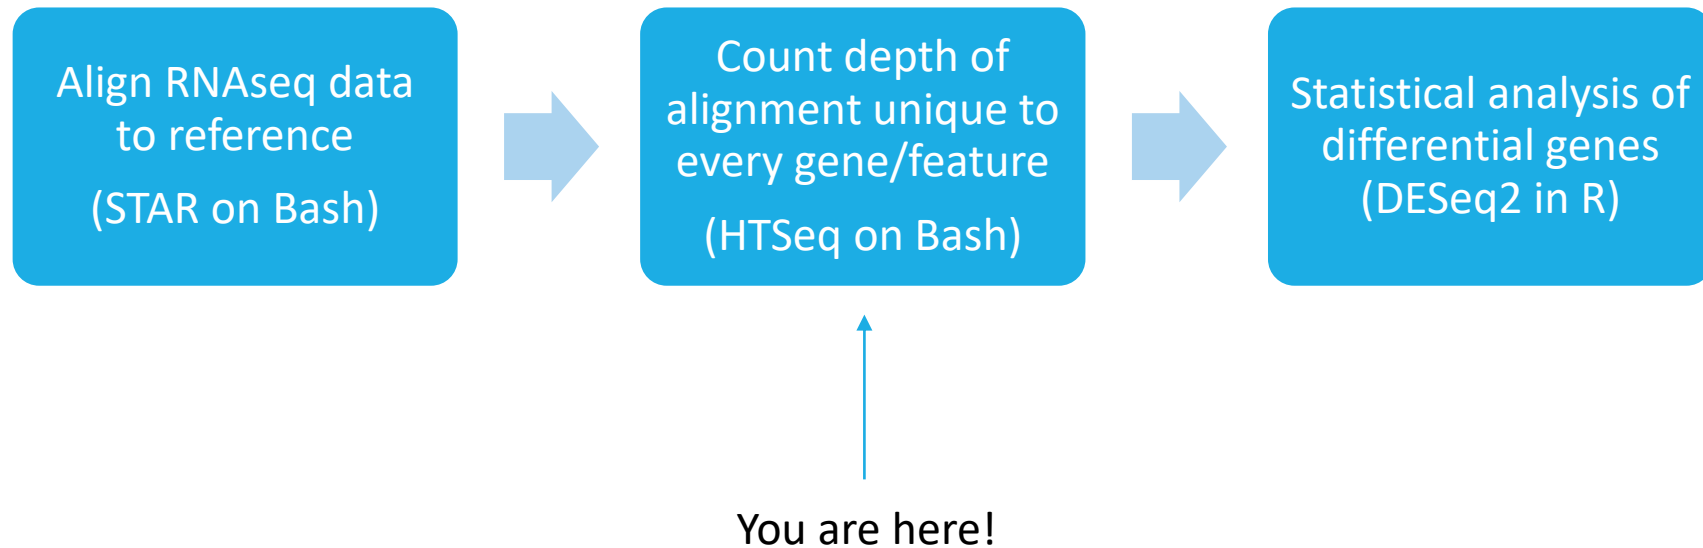 Align RNAseq data
to reference
(STAR on Bash)
Count depth of
alignment unique to
every gene/feature
(HTSeq on Bash)
Statistical analysis of
differential genes
(DESeq2 in R)
You are here!